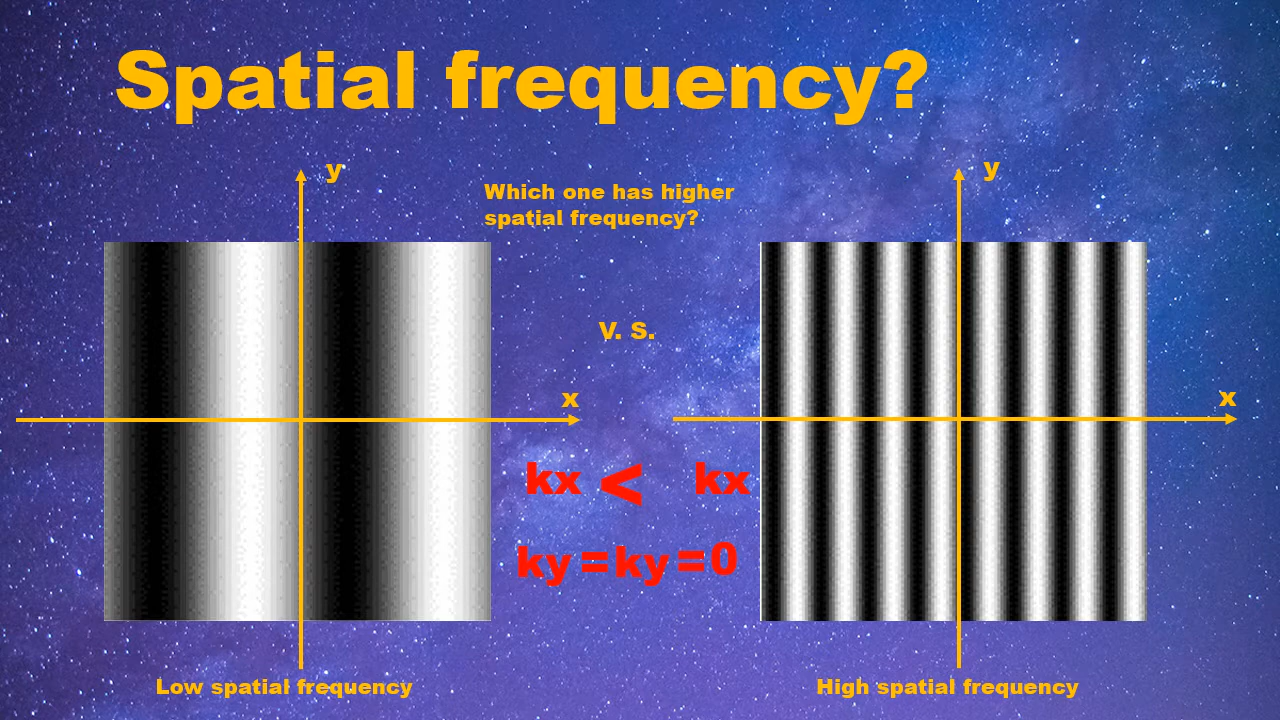 Spatial frequency?
y
y
Which one has higher
spatial frequency?
V. S.
x
x
kx < kx
ky=ky=0
Low spatial frequency
High spatial frequency